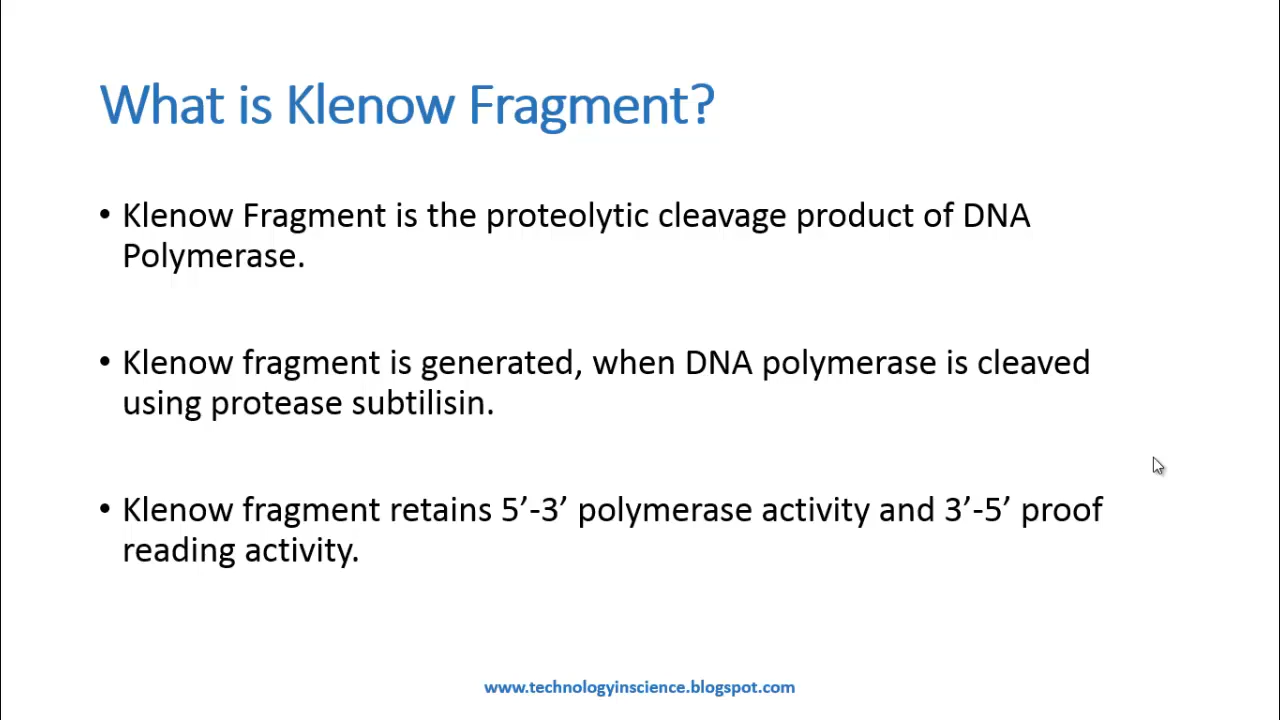 What is Klenow Fragment?
• Klenow Fragment is the proteolytic cleavage product of DNA
Polymerase.
• Klenow fragment is generated, when DNA polymerase is cleaved
using protease subtilisin.
• Klenow fragment retains 5’-3’ polymerase activity and 3’-5’ proof
reading activity.
www.technologyinscience.blogspot.com